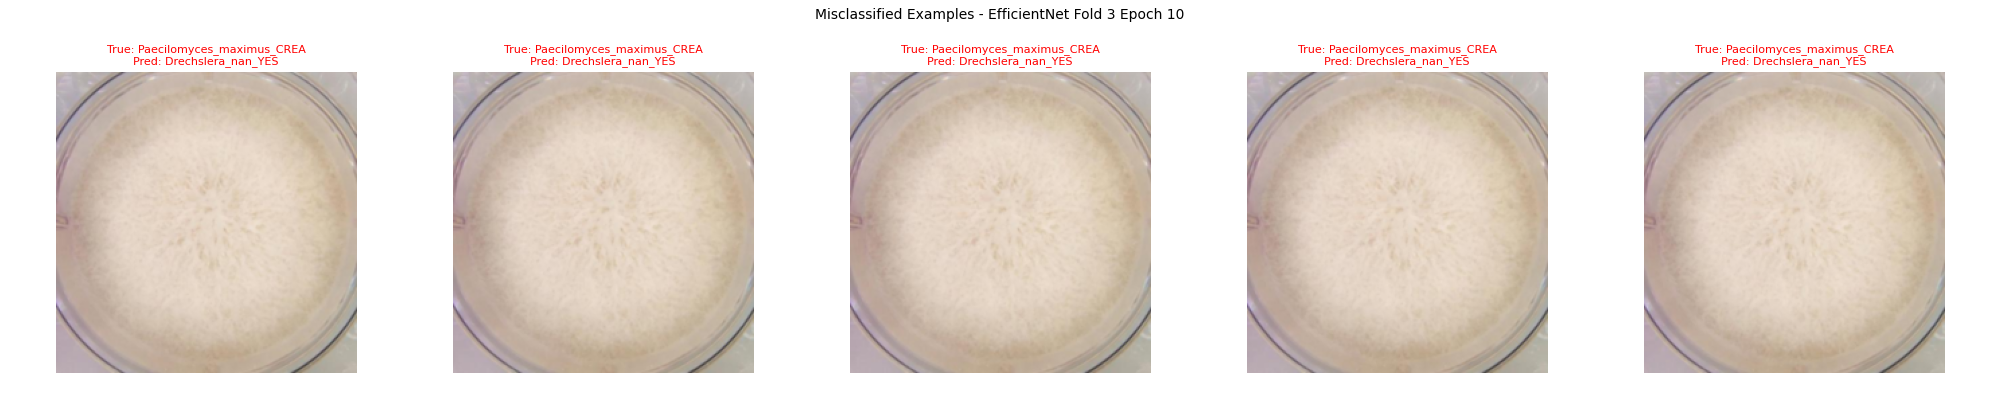 Misclassified Examples - EfficientNet Fold 3 Epoch 10
True: Paecilomyces_maximus_CREA
Pred: Drechslera_nan_YES
True: Paecilomyces_maximus_CREA
Pred: Drechslera_nan_YES
True: Paecilomyces_maximus_CREA
Pred: Drechslera_nan_YES
True: Paecilomyces_maximus_CREA
Pred: Drechslera_nan_YES
True: Paecilomyces_maximus_CREA
Pred: Drechslera_nan_YES